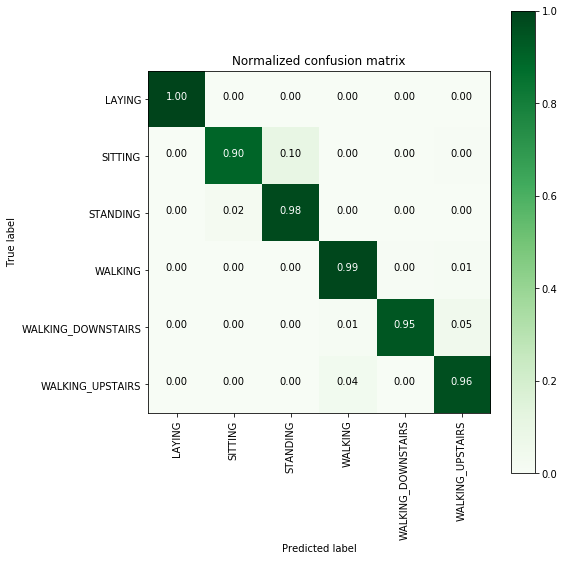 Normalized confusion matrix
True label
LAYING 1.00 0.00 0.00 0.00 0.00 0.00
SITTING 0.00 0.90 0.10 0.00 0.00 0.00
STANDING 0.00 0.02 0.98 0.00 0.00 0.00
WALKING 0.00 0.00 0.00 0.99 0.00 0.01
WALKING_DOWNSTAIRS 0.00 0.00 0.00 0.01 0.95 0.05
WALKING_UPSTAIRS 0.00 0.00 0.00 0.04 0.00 0.96
LAYING
SITTING
STANDING
WALKING
WALKING_DOWNSTAIRS
WALKING_UPSTAIRS
Predicted label
1.0
0.8
0.6
0.4
0.2
0.0